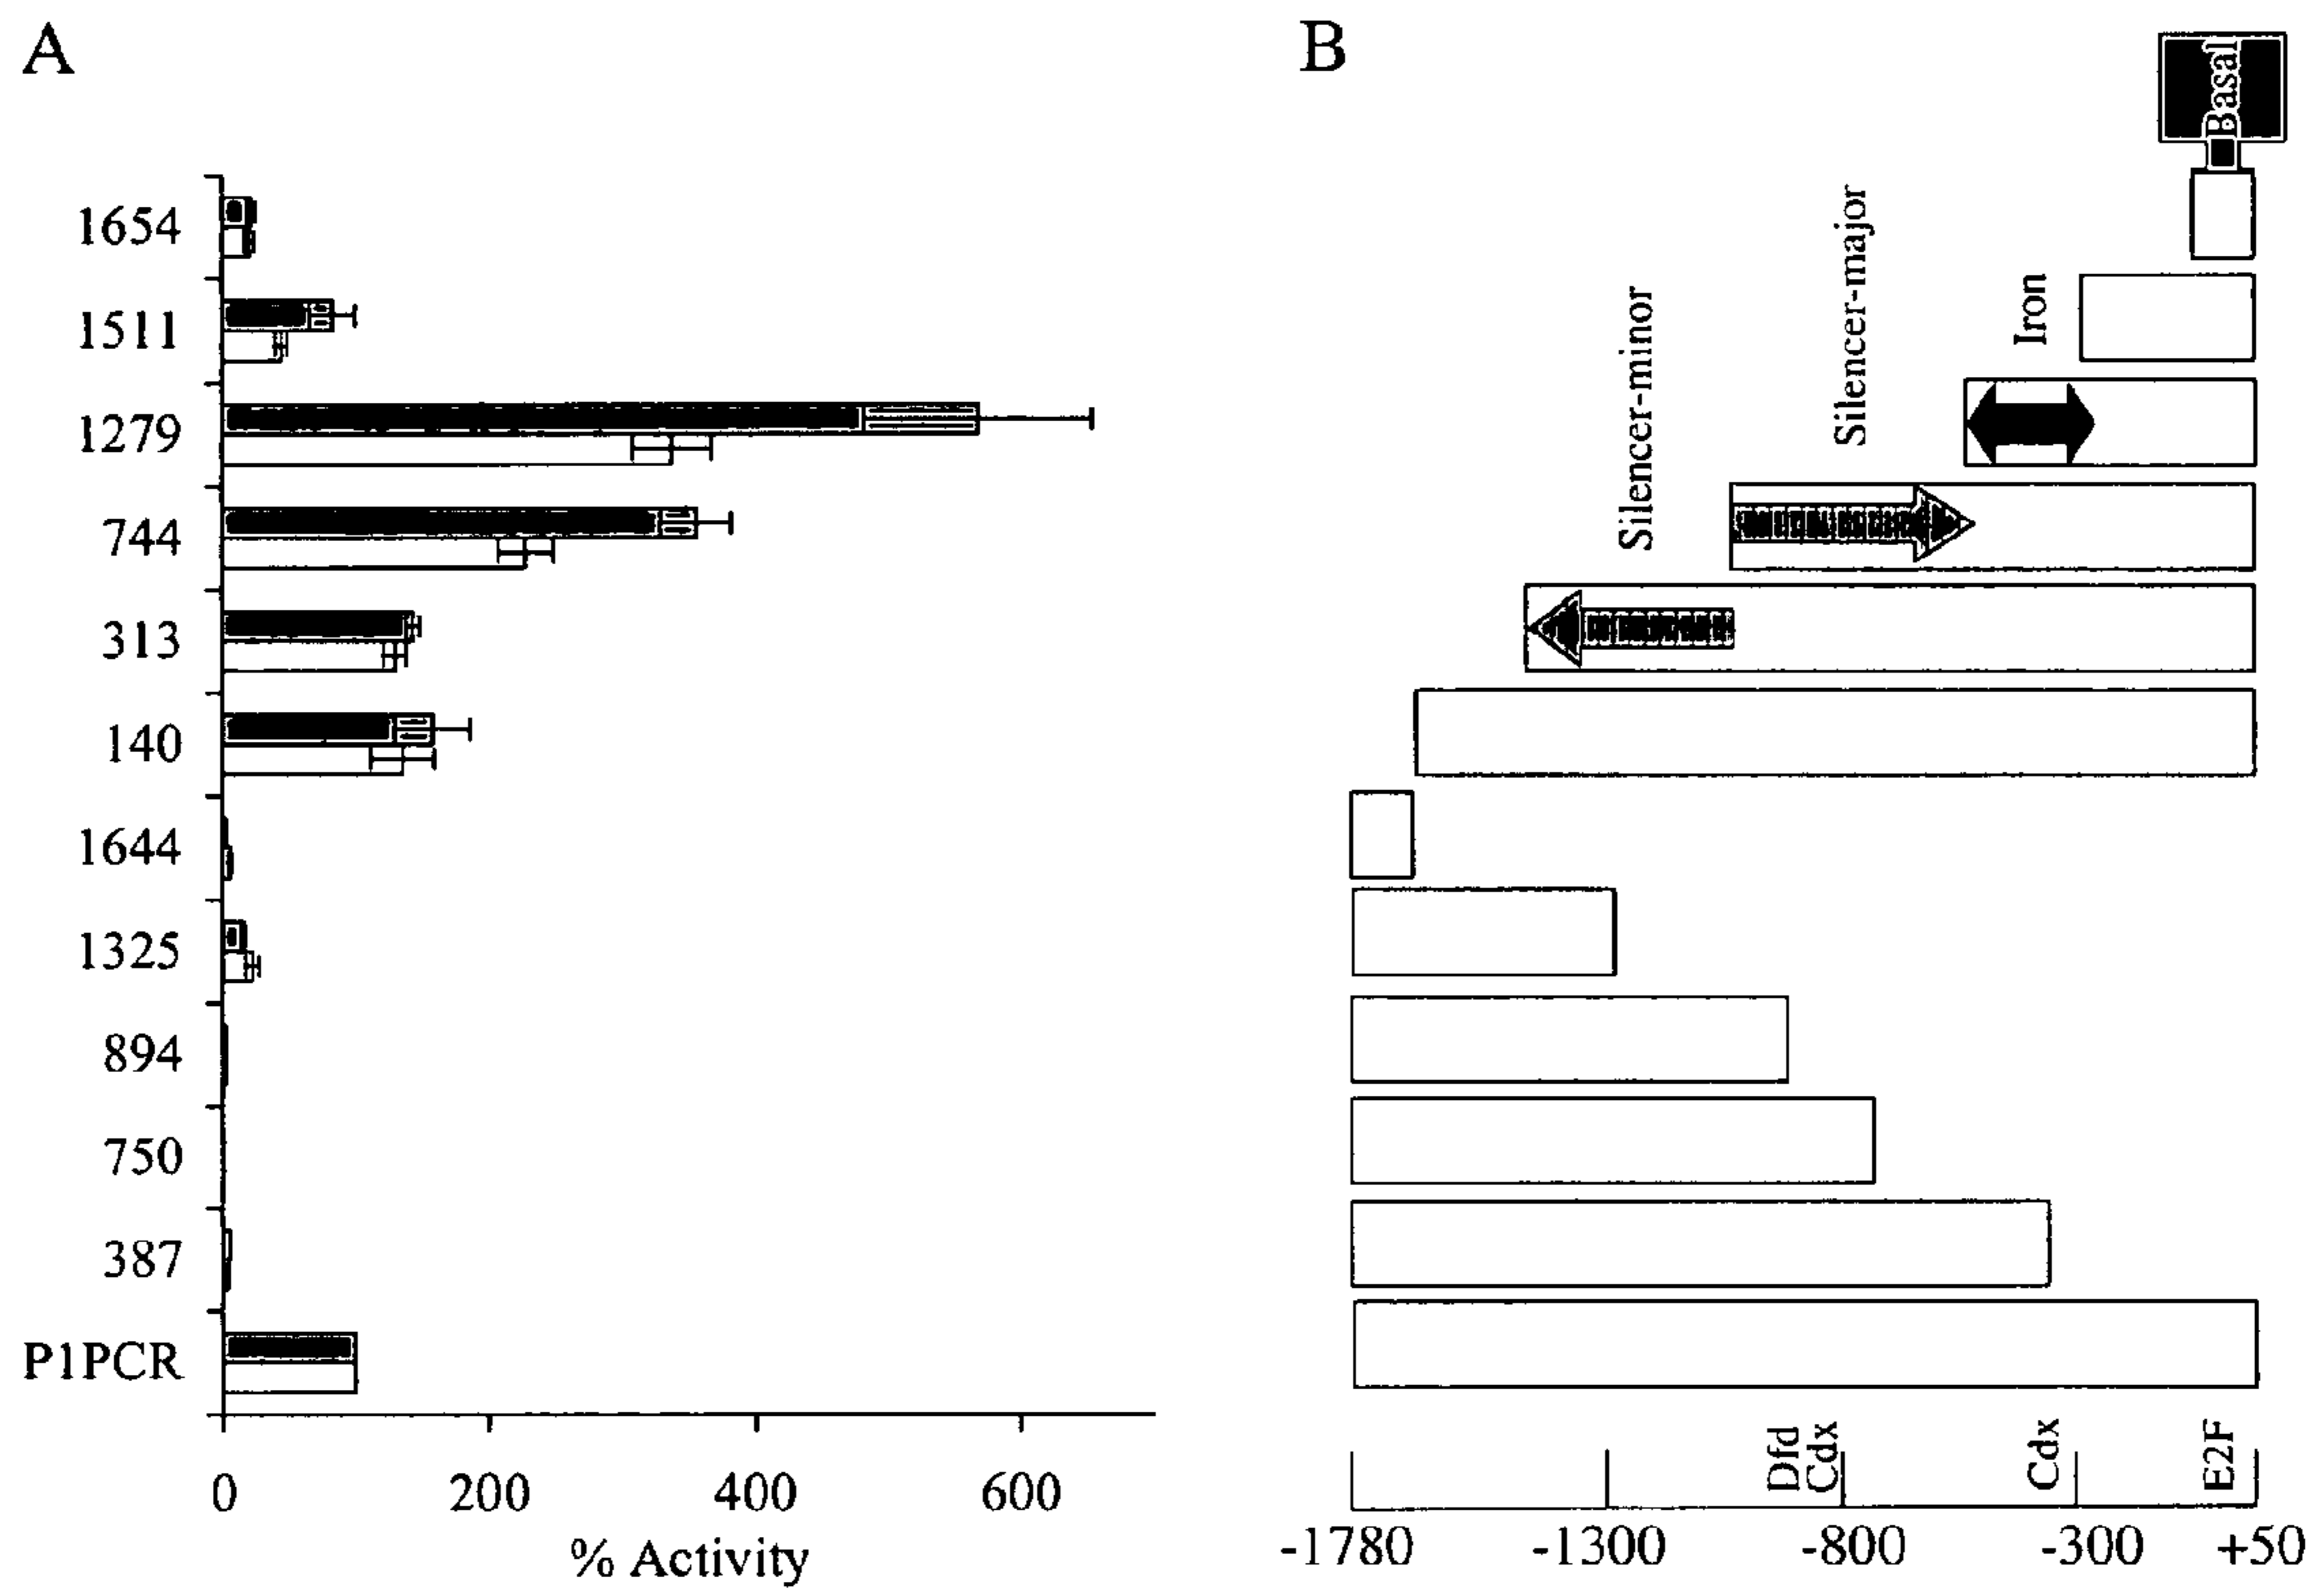 A
1654
1511
1279
744
313
140
1644
1325
894
750
387
P1PCR
0 200 400 600
% Activity
B
Basal
Iron
Silencer-major
Silencer-minor
Dfd
Cdx
Cdx
E2F
-1780 -1300 -800 -300 +50